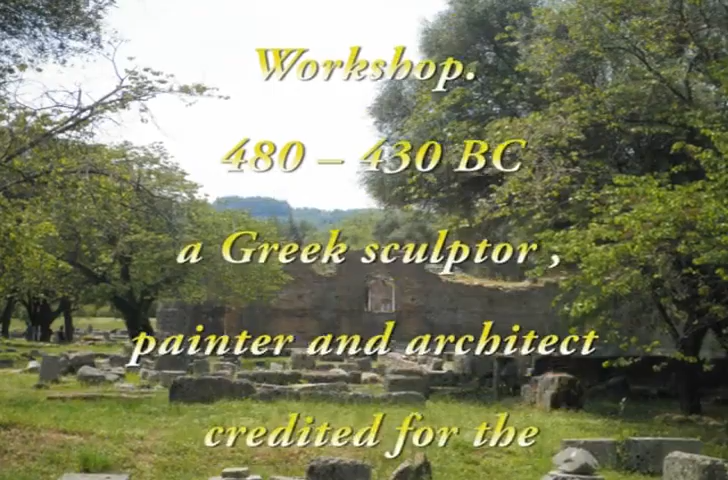 Workshop.
480 – 430 BC
a Greek sculptor ,
painter and architect
credited for the